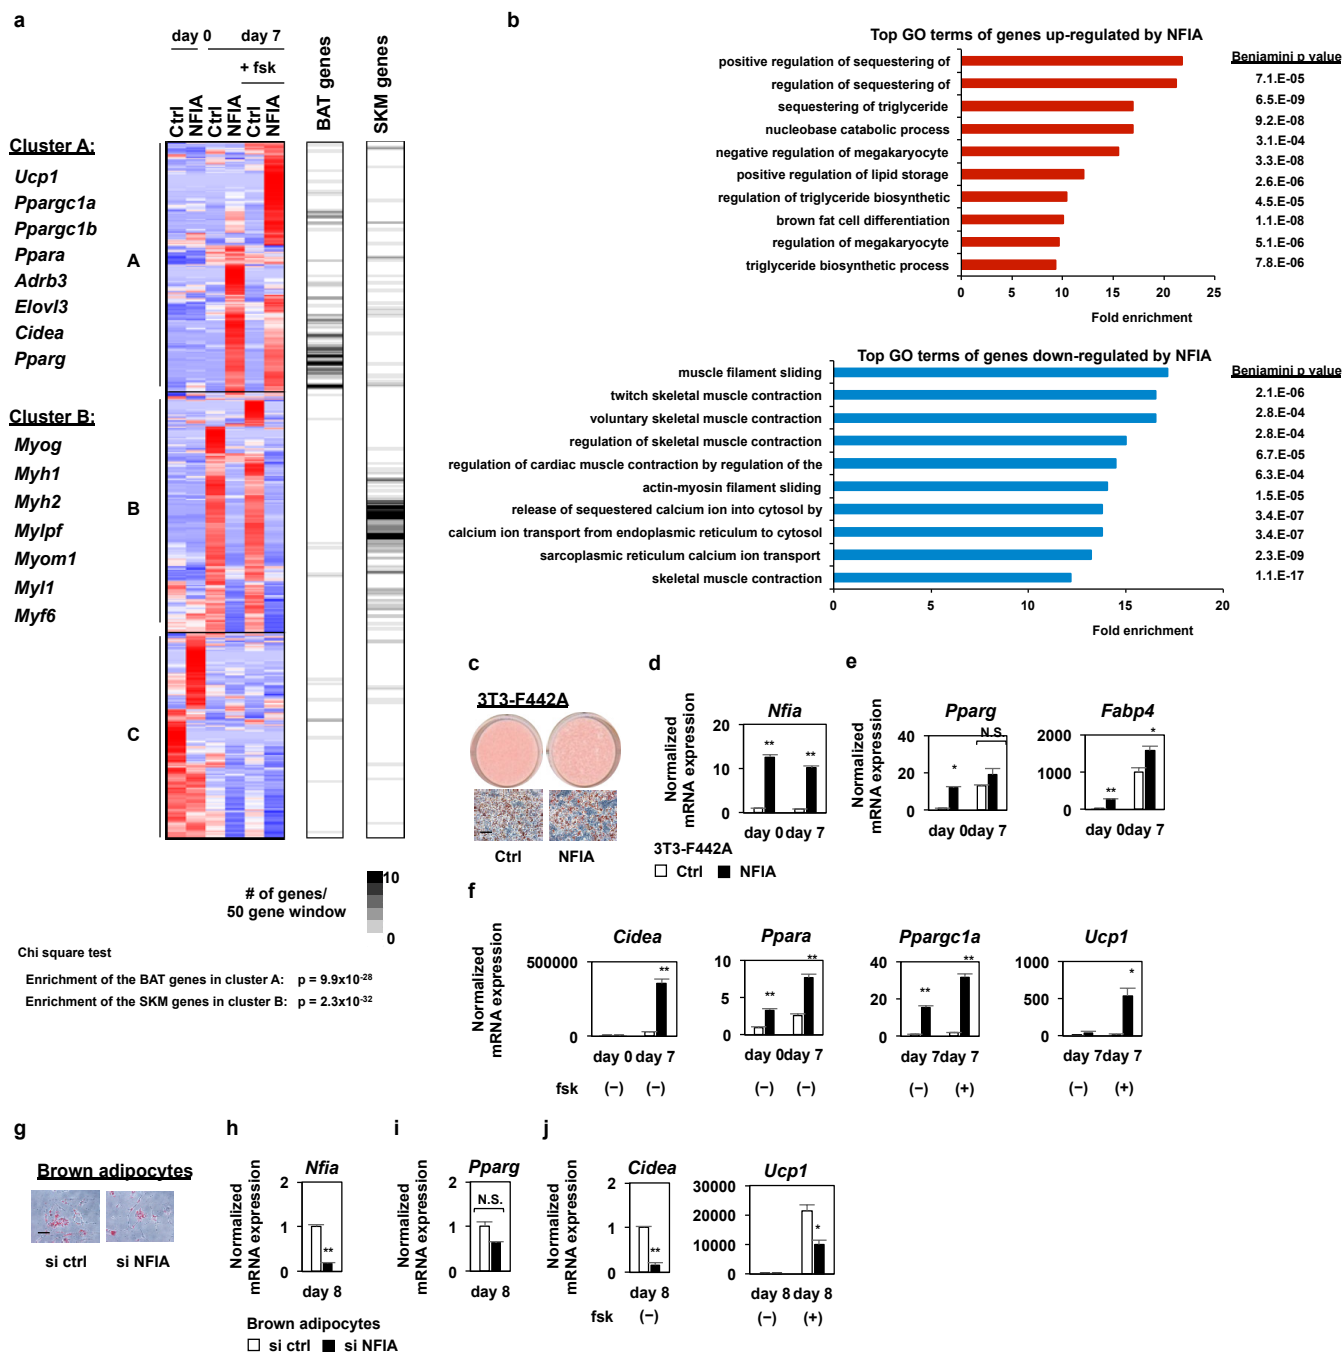 a
day 0
day 7
+ fsk
Ctrl
NFIA
Ctrl
NFIA
Ctrl
NFIA
BAT genes
SKM genes
Cluster A:
Ucp1
Ppargc1a
Ppargc1b
Ppara
Adrb3
Elovl3
Cidea
Pparg
A
Cluster B:
Myog
Myh1
Myh2
Mylpf
Myom1
Myl1
Myf6
B
C
# of genes/
50 gene window
10
0
Chi square test
Enrichment of the BAT genes in cluster A: p = 9.9x10-28
Enrichment of the SKM genes in cluster B: p = 2.3x10-32
b
Top GO terms of genes up-regulated by NFIA
Benjamini p value
positive regulation of sequestering of
7.1.E-05
regulation of sequestering of
6.5.E-09
sequestering of triglyceride
9.2.E-08
nucleobase catabolic process
3.1.E-04
negative regulation of megakaryocyte
3.3.E-08
positive regulation of lipid storage
2.6.E-06
regulation of triglyceride biosynthetic
4.5.E-05
brown fat cell differentiation
1.1.E-08
regulation of megakaryocyte
5.1.E-06
triglyceride biosynthetic process
7.8.E-06
0 5 10 15 20 25
Fold enrichment
Top GO terms of genes down-regulated by NFIA
Benjamini p value
muscle filament sliding
2.1.E-06
twitch skeletal muscle contraction
2.8.E-04
voluntary skeletal muscle contraction
2.8.E-04
regulation of skeletal muscle contraction
6.7.E-05
regulation of cardiac muscle contraction by regulation of the
6.3.E-04
actin-myosin filament sliding
1.5.E-05
release of sequestered calcium ion into cytosol by
3.4.E-07
calcium ion transport from endoplasmic reticulum to cytosol
3.4.E-07
sarcoplasmic reticulum calcium ion transport
2.3.E-09
skeletal muscle contraction
1.1.E-17
0 5 10 15 20
Fold enrichment
c
3T3-F442A
Ctrl NFIA
d
Normalized
mRNA expression
Nfia
20
10
0
** **
day 0 day 7
3T3-F442A
Ctrl NFIA
e
Normalized
mRNA expression
Pparg
40
20
0
*
N.S.
day 0 day 7
Fabp4
2000
1000
0
**
*
day 0 day 7
f
Normalized
mRNA expression
Cidea
500000
0
**
day 0 day 7
fsk (−) (−)
Ppara
10
5
0
**
**
day 0 day 7
(−) (−)
Ppargc1a
40
20
0
**
**
day 7 day 7
(−) (+)
Ucp1
1000
500
0
*
day 7 day 7
(−) (+)
g
Brown adipocytes
si ctrl si NFIA
h
Normalized
mRNA expression
Nfia
2
1
0
**
day 8
Brown adipocytes
si ctrl si NFIA
i
Normalized
mRNA expression
Pparg
2
1
0
N.S.
day 8
j
Normalized
mRNA expression
Cidea
2
1
0
**
day 8
fsk (−)
Ucp1
30000
20000
10000
0
*
day 8 day 8
(−) (+)